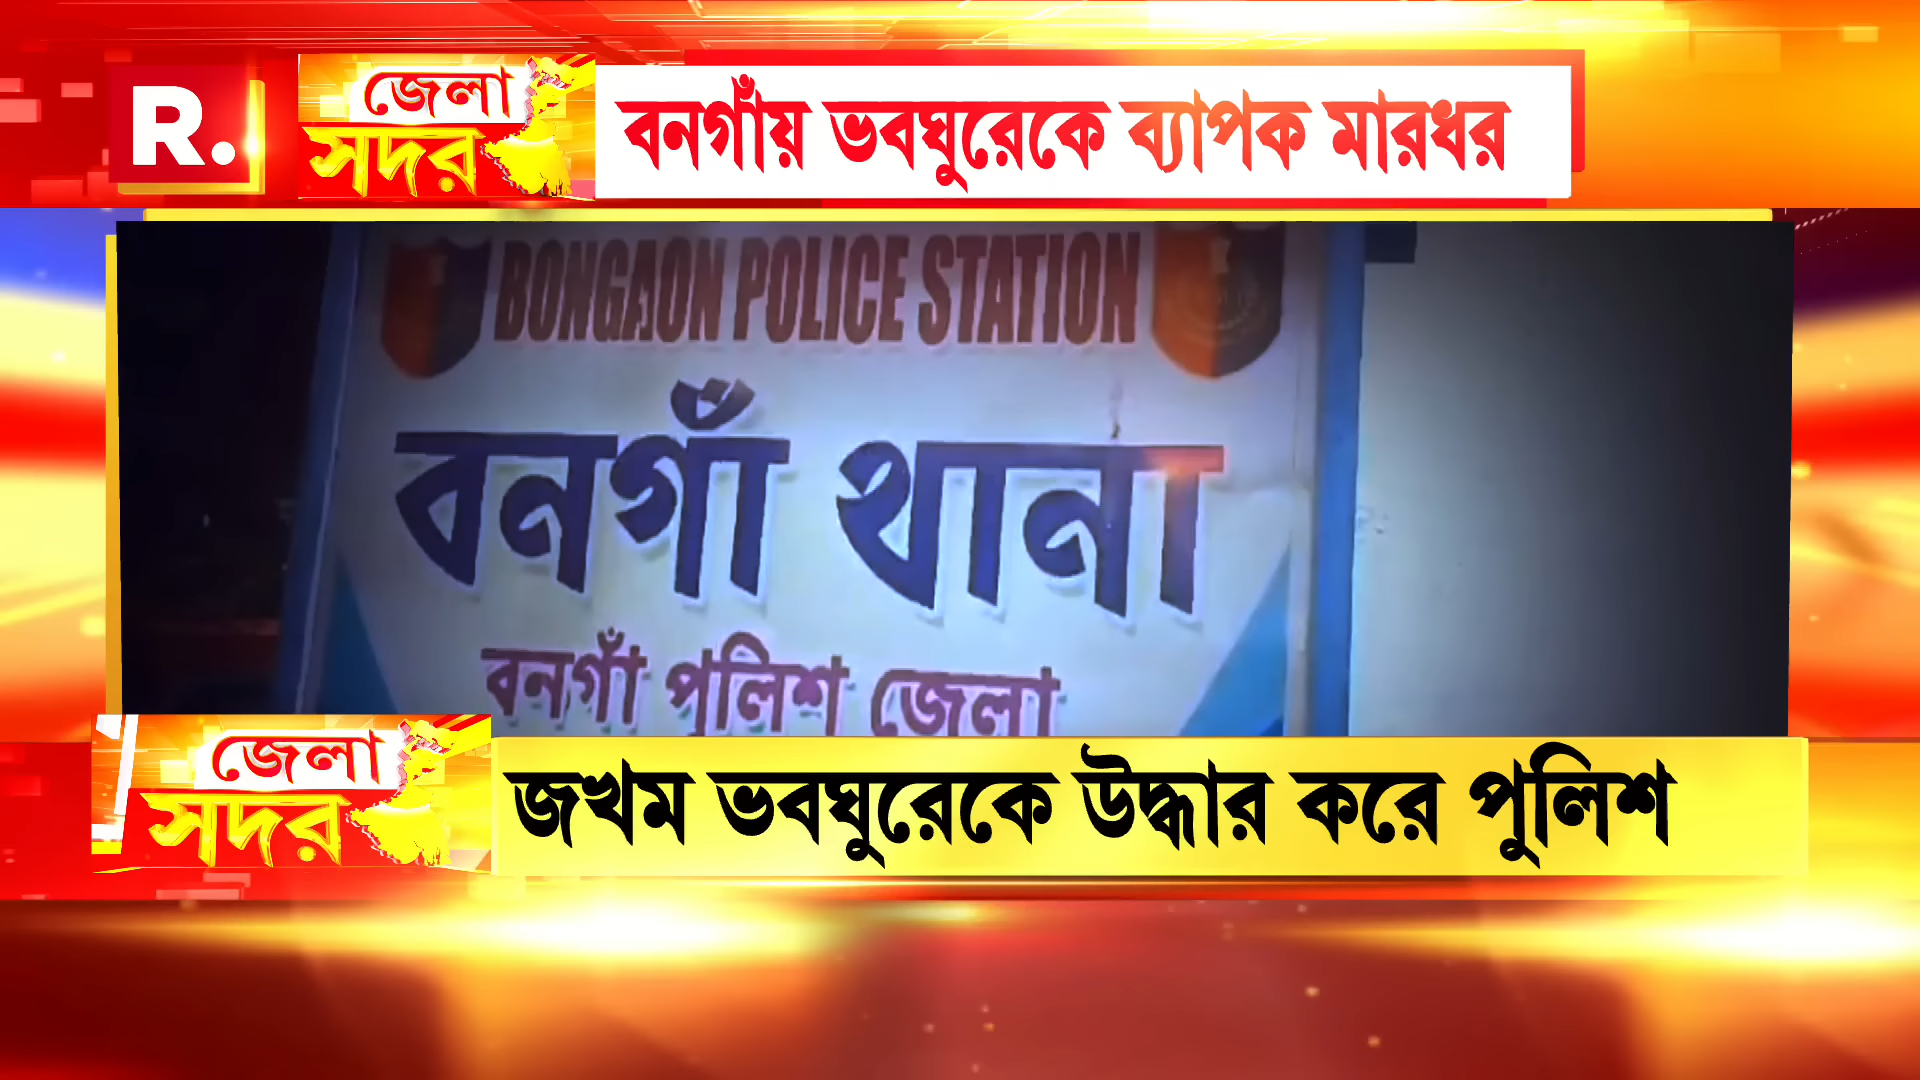 R.
জেলা
সদর
বনগাঁয় ভবঘুরেকে ব্যাপক মারধর
BONGAON POLICE STATION
বনগাঁ থানা
বনগাঁ পুলিশ জেলা
জেলা
সদর
জখম ভবঘুরেকে উদ্ধার করে পুলিশ